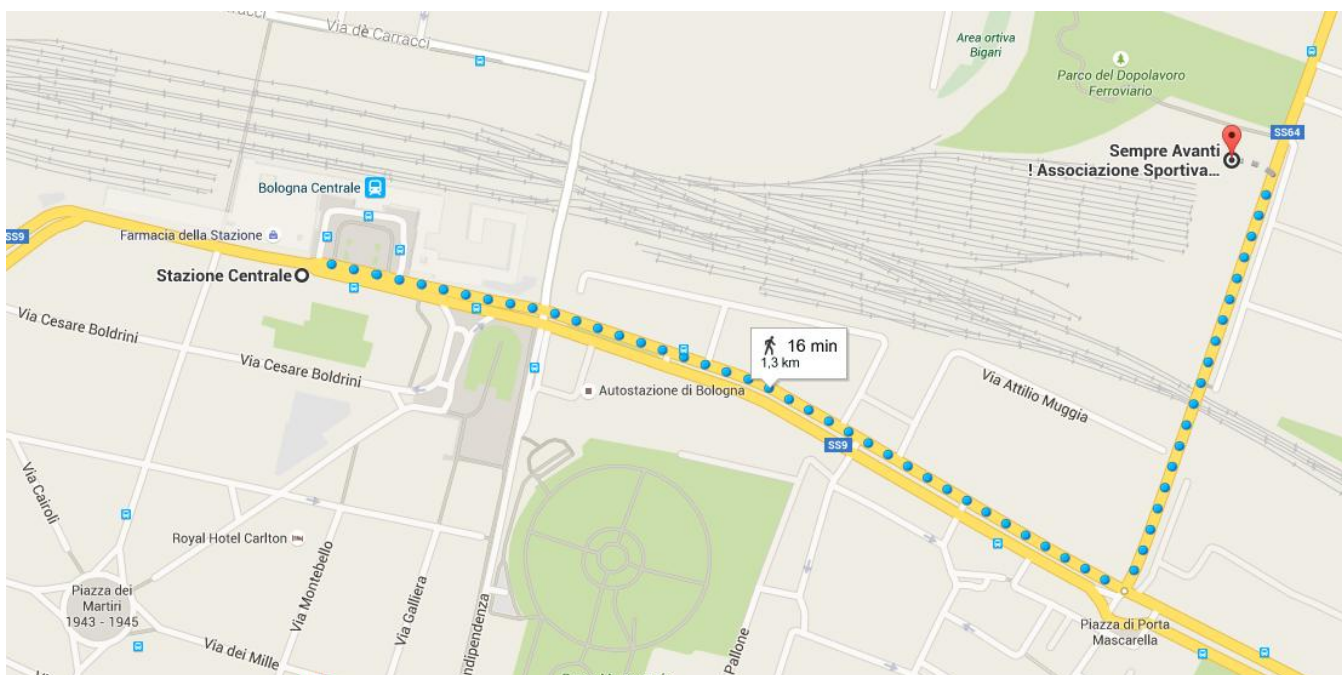 racci
Via dè Carracci
Area ortiva
Bigari
Parco del Dopolavoro
Ferroviario
SS64
Sempre Avanti
! Associazione Sportiva...
Bologna Centrale
SS9
Farmacia della Stazione
Stazione Centrale
Via Cesare Boldrini
Via Cesare Boldrini
16 min
1,3 km
Autostazione di Bologna
Via Attilio Muggia
SS9
Via Cairoli
Royal Hotel Carlton
Via Montebello
Via Galliera
Indipendenza
Pallone
Piazza dei
Martiri
1943 - 1945
Via dei Mille
Piazza di Porta
Mascarella